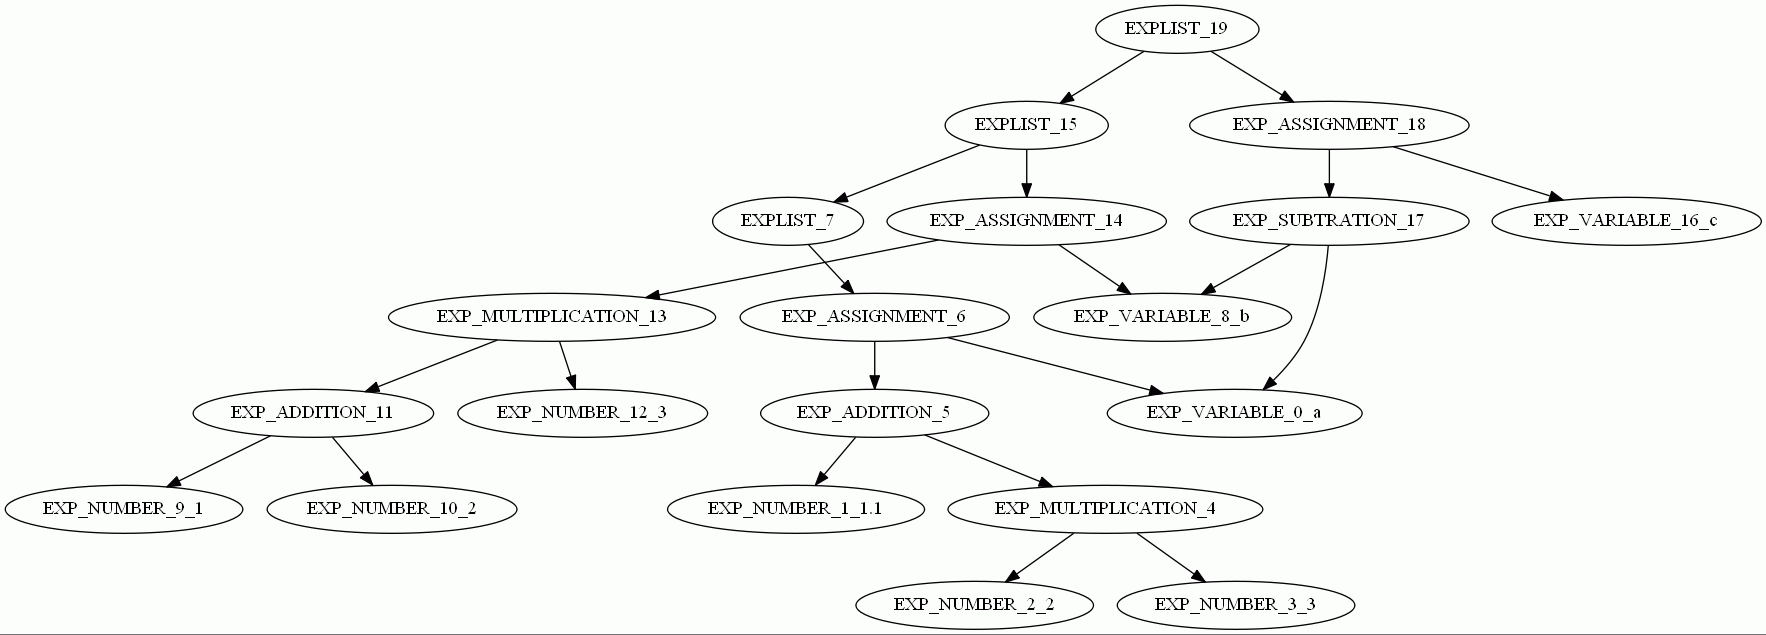 EXPLIST_19
EXPLIST_15
EXP_ASSIGNMENT_18
EXPLIST_7
EXP_ASSIGNMENT_14
EXP_SUBTRATION_17
EXP_VARIABLE_16_c
EXP_MULTIPLICATION_13
EXP_ASSIGNMENT_6
EXP_VARIABLE_8_b
EXP_ADDITION_11
EXP_NUMBER_12_3
EXP_ADDITION_5
EXP_VARIABLE_0_a
EXP_NUMBER_9_1
EXP_NUMBER_10_2
EXP_NUMBER_1_1.1
EXP_MULTIPLICATION_4
EXP_NUMBER_2_2
EXP_NUMBER_3_3